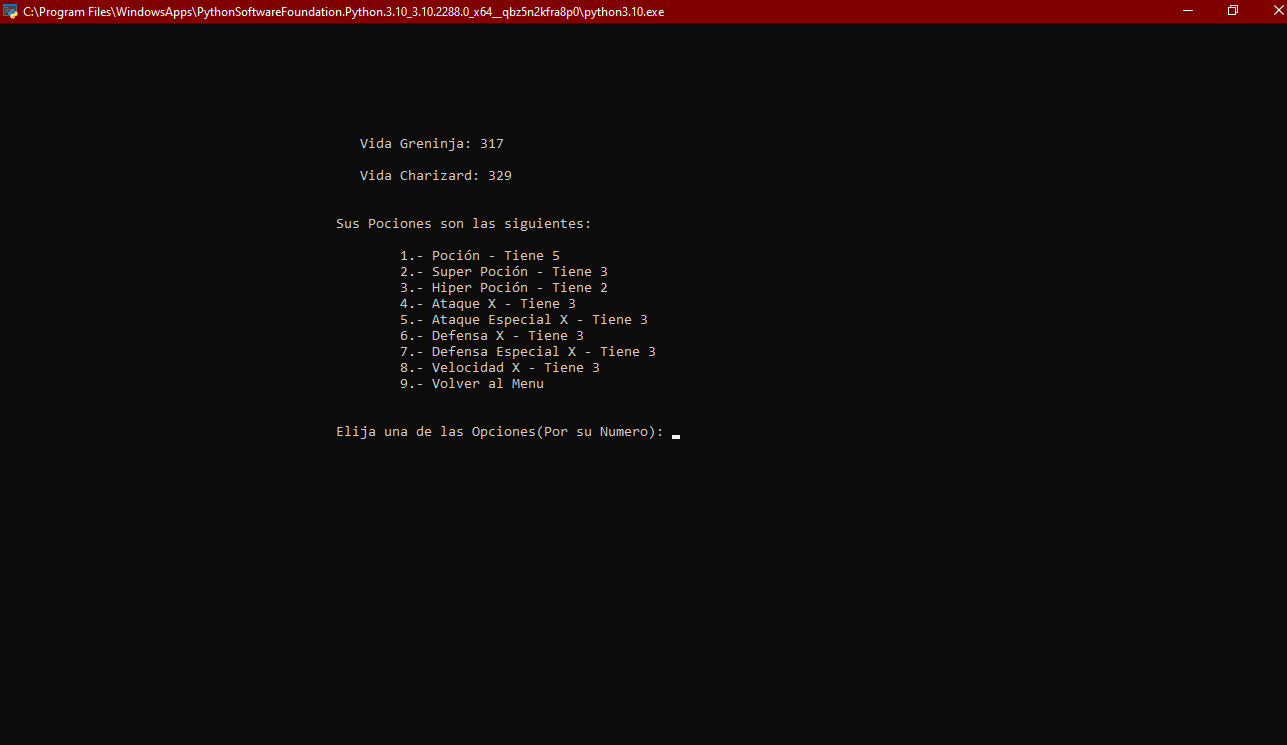 C:\Program Files\WindowsApps\PythonSoftwareFoundation.Python.3.10_3.10.2288.0_x64__qbz5n2kfra8p0\python3.10.exe
Vida Greninja: 317
Vida Charizard: 329
Sus Pociones son las siguientes:
1.- Poción - Tiene 5
2.- Super Poción - Tiene 3
3.- Hiper Poción - Tiene 2
4.- Ataque X - Tiene 3
5.- Ataque Especial X - Tiene 3
6.- Defensa X - Tiene 3
7.- Defensa Especial X - Tiene 3
8.- Velocidad X - Tiene 3
9.- Volver al Menu
Elija una de las Opciones(Por su Numero):